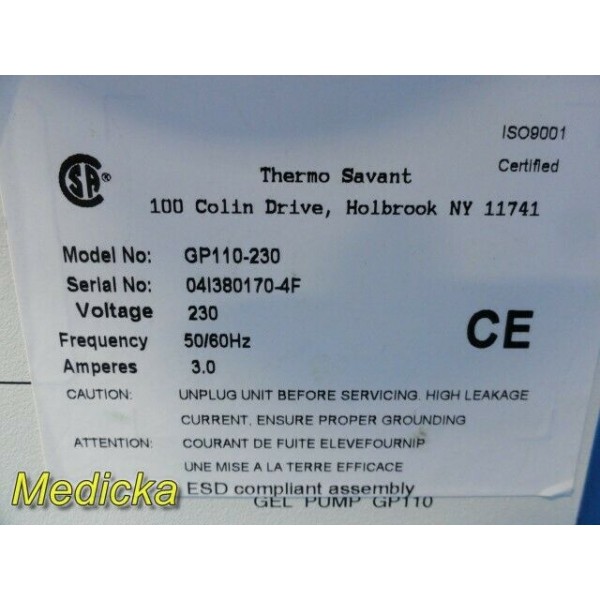 ISO9001
Certified
SA®
Thermo Savant
100 Colin Drive, Holbrook NY 11741
Model No: GP110-230
Serial No: 04I380170-4F
Voltage 230
Frequency 50/60Hz
Amperes 3.0
CE
CAUTION: UNPLUG UNIT BEFORE SERVICING. HIGH LEAKAGE
CURRENT, ENSURE PROPER GROUNDING
ATTENTION: COURANT DE FUITE ELEVEFOURNIP
UNE MISE A LA TERRE EFFICACE
Medicka
ESD compliant assembly
GEL PUMP GP110